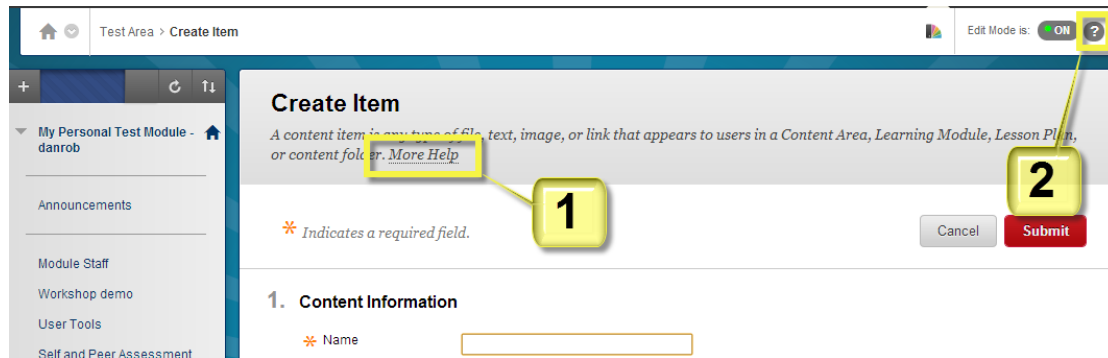 Test Area > Create Item
Edit Mode is: ON ?
+
My Personal Test Module -
danrob
Announcements
Module Staff
Workshop demo
User Tools
Self and Peer Assessment
Create Item
A content item is any type of file, text, image, or link that appears to users in a Content Area, Learning Module, Lesson Plan,
or content folder. More Help
1
2
* Indicates a required field.
Cancel Submit
1. Content Information
* Name